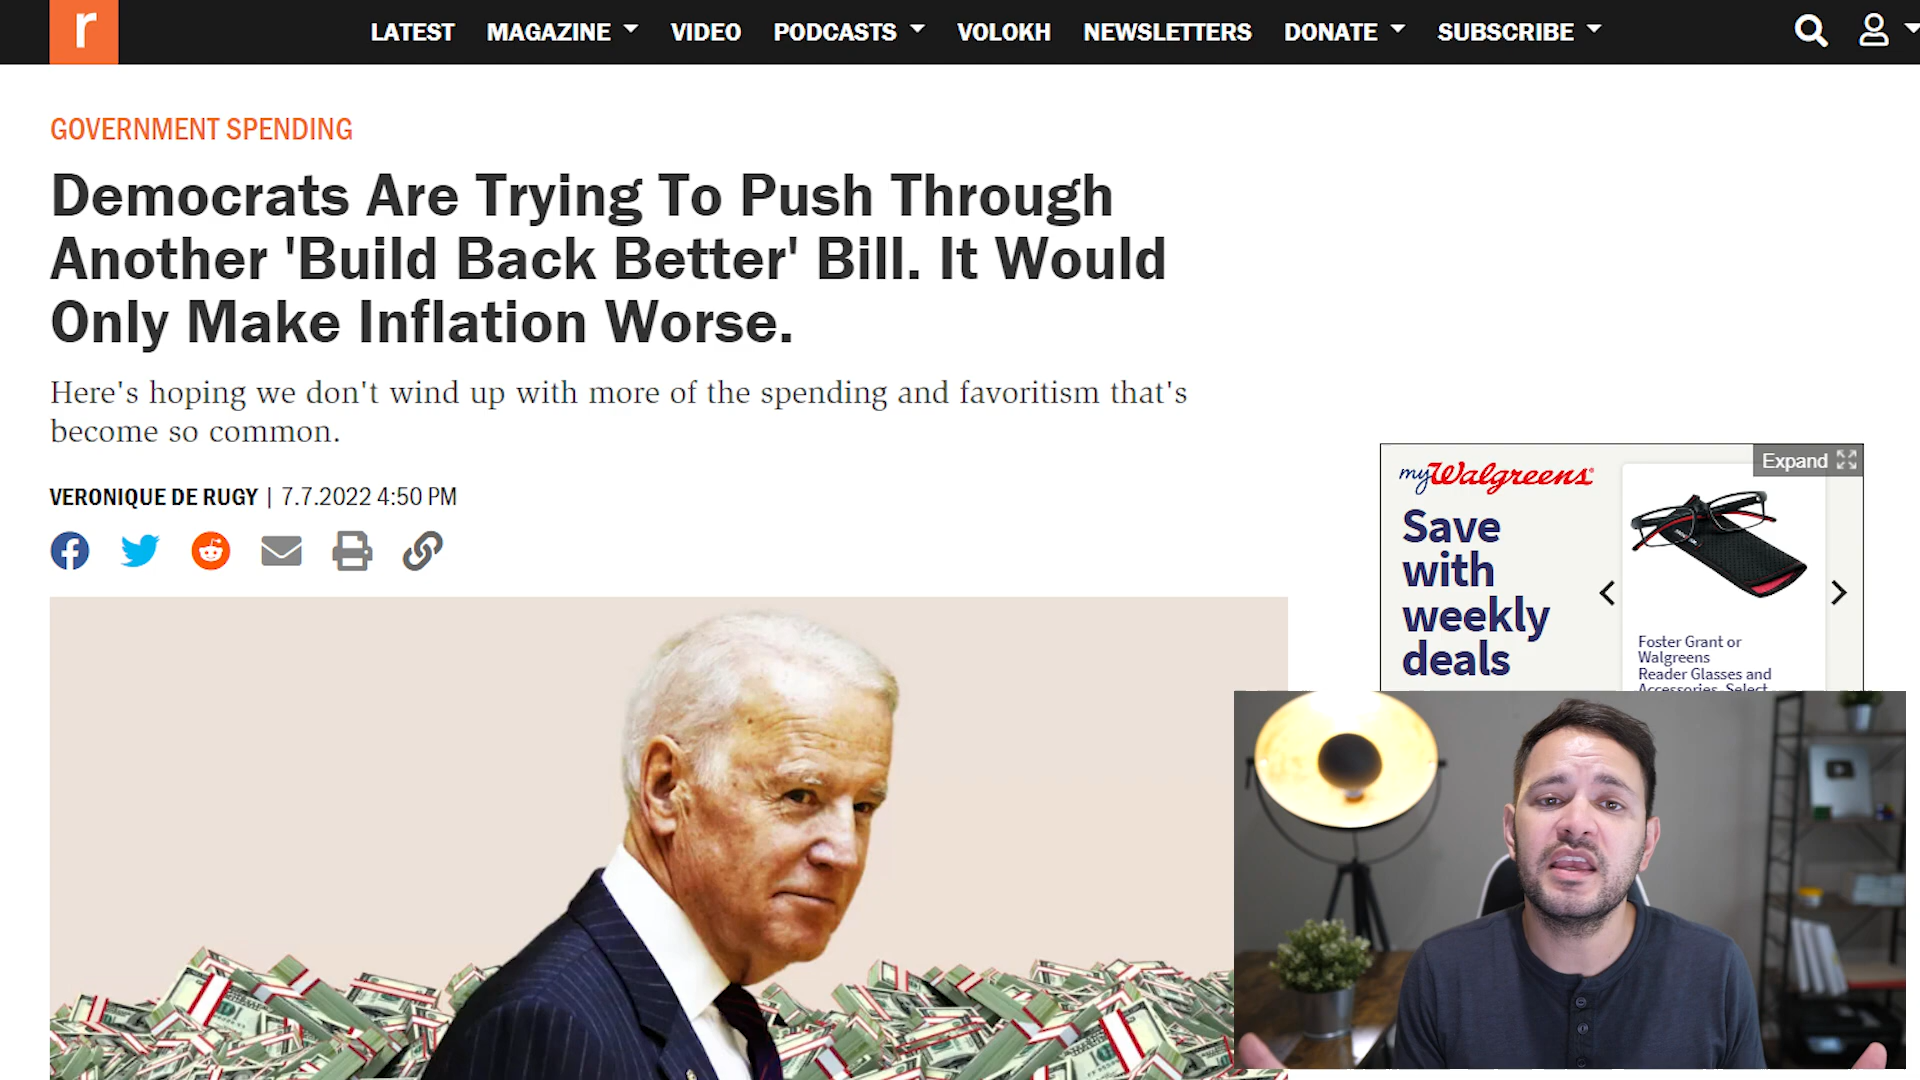 r
LATEST MAGAZINE VIDEO PODCASTS VOLOKH NEWSLETTERS DONATE SUBSCRIBE
GOVERNMENT SPENDING
Democrats Are Trying To Push Through
Another 'Build Back Better' Bill. It Would
Only Make Inflation Worse.
Here's hoping we don't wind up with more of the spending and favoritism that's
become so common.
VERONIQUE DE RUGY | 7.7.2022 4:50 PM
Expand
myWalgreens®
Save
with
weekly
deals
Foster Grant or
Walgreens
Reader Glasses and
Accessories, Select